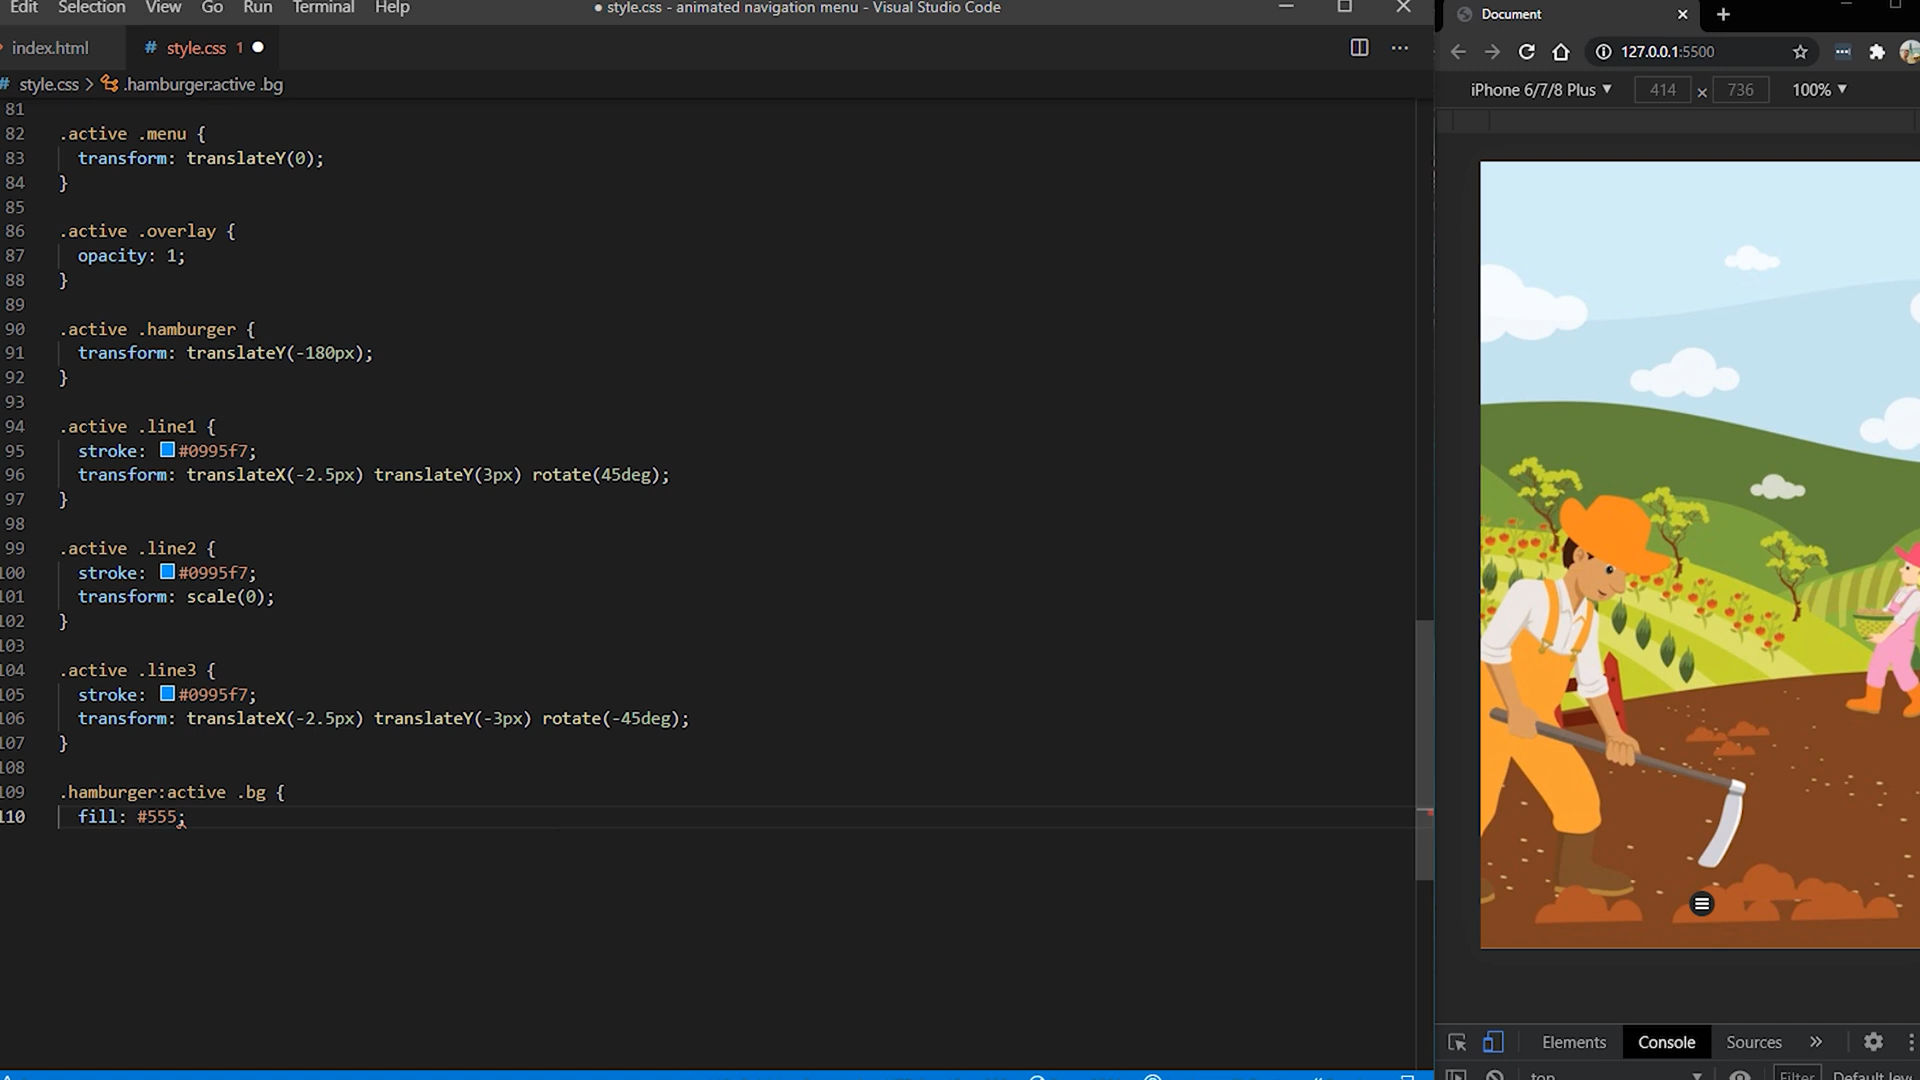 Edit Selection View Go Run Terminal Help
● style.css - animated navigation menu - Visual Studio Code
index.html
# style.css 1
# style.css > .hamburger:active .bg
81
82 .active .menu {
83 transform: translateY(0);
84 }
85
86 .active .overlay {
87 opacity: 1;
88 }
89
90 .active .hamburger {
91 transform: translateY(-180px);
92 }
93
94 .active .line1 {
95 stroke: #0995f7;
96 transform: translateX(-2.5px) translateY(3px) rotate(45deg);
97 }
98
99 .active .line2 {
100 stroke: #0995f7;
101 transform: scale(0);
102 }
103
104 .active .line3 {
105 stroke: #0995f7;
106 transform: translateX(-2.5px) translateY(-3px) rotate(-45deg);
107 }
108
109 .hamburger:active .bg {
110 fill: #555;
Document
127.0.0.1:5500
iPhone 6/7/8 Plus 414 × 736 100%
Elements Console Sources
top Filter Default lev